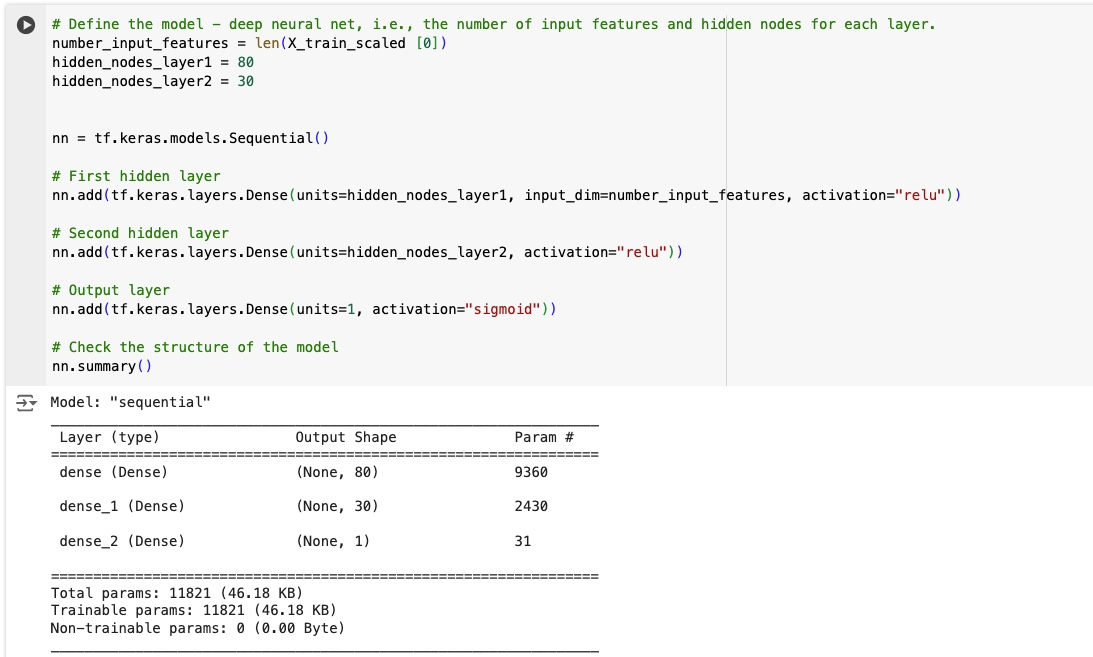 # Define the model – deep neural net, i.e., the number of input features and hidden nodes for each layer.
number_input_features = len(X_train_scaled [0])
hidden_nodes_layer1 = 80
hidden_nodes_layer2 = 30
nn = tf.keras.models.Sequential()
# First hidden layer
nn.add(tf.keras.layers.Dense(units=hidden_nodes_layer1, input_dim=number_input_features, activation="relu"))
# Second hidden layer
nn.add(tf.keras.layers.Dense(units=hidden_nodes_layer2, activation="relu"))
# Output layer
nn.add(tf.keras.layers.Dense(units=1, activation="sigmoid"))
# Check the structure of the model
nn.summary()
Model: "sequential"
Layer (type) Output Shape Param #
=================================================================
dense (Dense) (None, 80) 9360
dense_1 (Dense) (None, 30) 2430
dense_2 (Dense) (None, 1) 31
=================================================================
Total params: 11821 (46.18 KB)
Trainable params: 11821 (46.18 KB)
Non-trainable params: 0 (0.00 Byte)